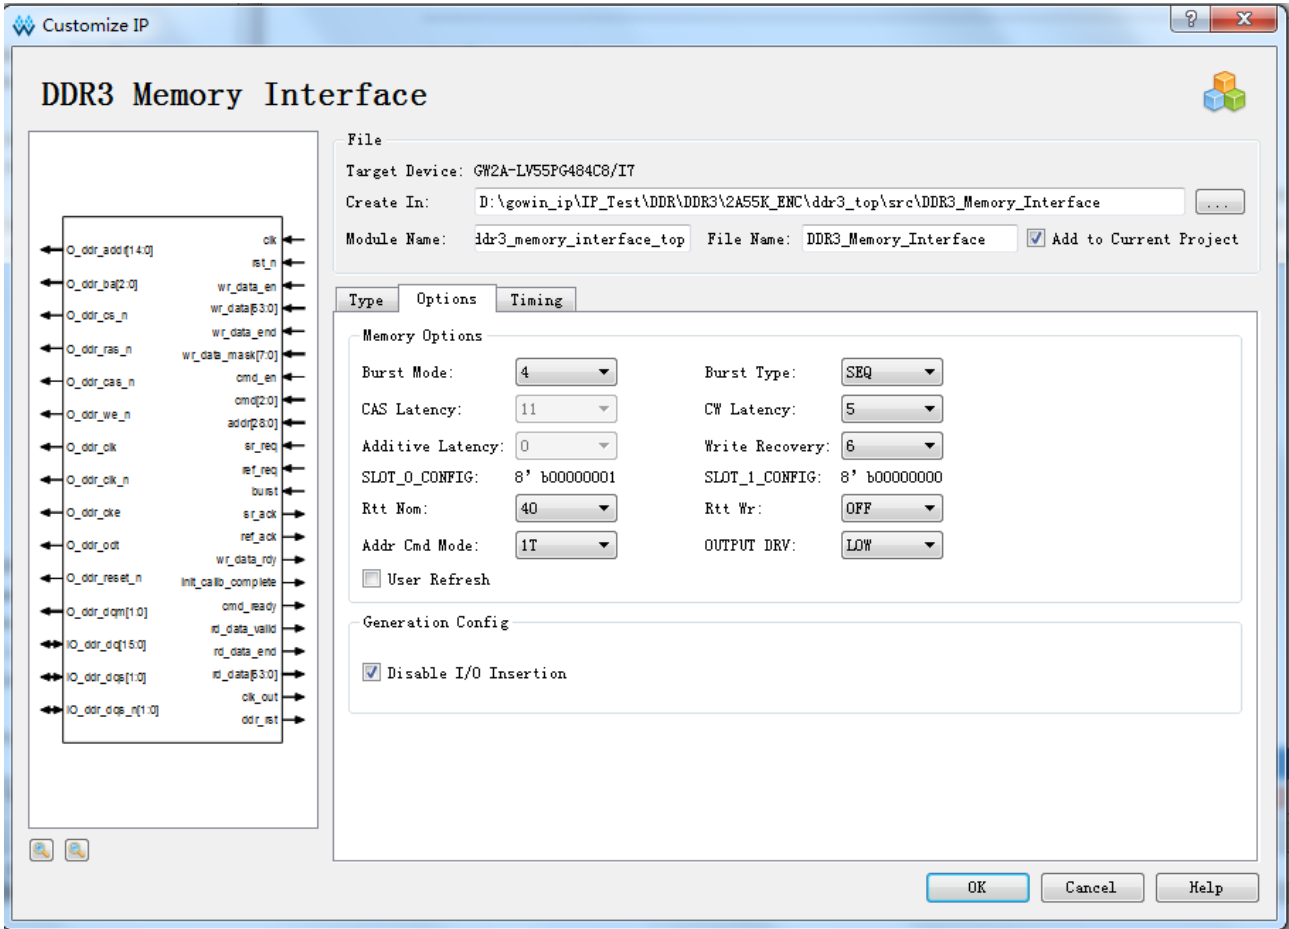 Customize IP
DDR3 Memory Interface
O_ddr_addr[14:0]
O_ddr_ba[2:0]
O_ddr_cs_n
O_ddr_ras_n
O_ddr_cas_n
O_ddr_we_n
O_ddr_clk
O_ddr_clk_n
O_ddr_cke
O_ddr_odt
O_ddr_reset_n
O_ddr_dqm[1:0]
IO_ddr_dq[15:0]
IO_ddr_dqs[1:0]
IO_ddr_dqs_n[1:0]
clk
rst_n
wr_data_en
wr_data[63:0]
wr_data_end
wr_data_mask[7:0]
cmd_en
cmd[2:0]
addr[28:0]
sr_req
ref_req
burst
sr_ack
ref_ack
wr_data_rdy
init_calib_complete
cmd_ready
rd_data_valid
rd_data_end
rd_data[63:0]
clk_out
ddr_rst
File
Target Device: GW2A-LV55PG484C8/I7
Create In: D:\gowin_ip\IP_Test\DDR\DDR3\2A55K_ENC\ddr3_top\src\DDR3_Memory_Interface ...
Module Name: ddr3_memory_interface_top File Name: DDR3_Memory_Interface Add to Current Project
Type Options Timing
Memory Options
Burst Mode: 4 Burst Type: SEQ
CAS Latency: 11 CW Latency: 5
Additive Latency: 0 Write Recovery: 6
SLOT_0_CONFIG: 8' b00000001 SLOT_1_CONFIG: 8' b00000000
Rtt Nom: 40 Rtt Wr: OFF
Addr Cmd Mode: 1T OUTPUT DRV: LOW
User Refresh
Generation Config
Disable I/O Insertion
OK Cancel Help